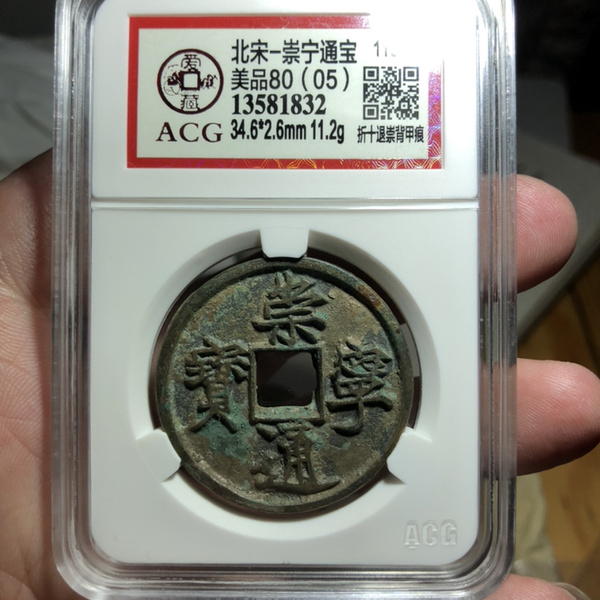 北宋-崇宁通宝
美品80(05)
13581832
ACG
34.6*2.6mm 11.2g
折十退崇背甲痕
崇
寶 寧
通
ACG